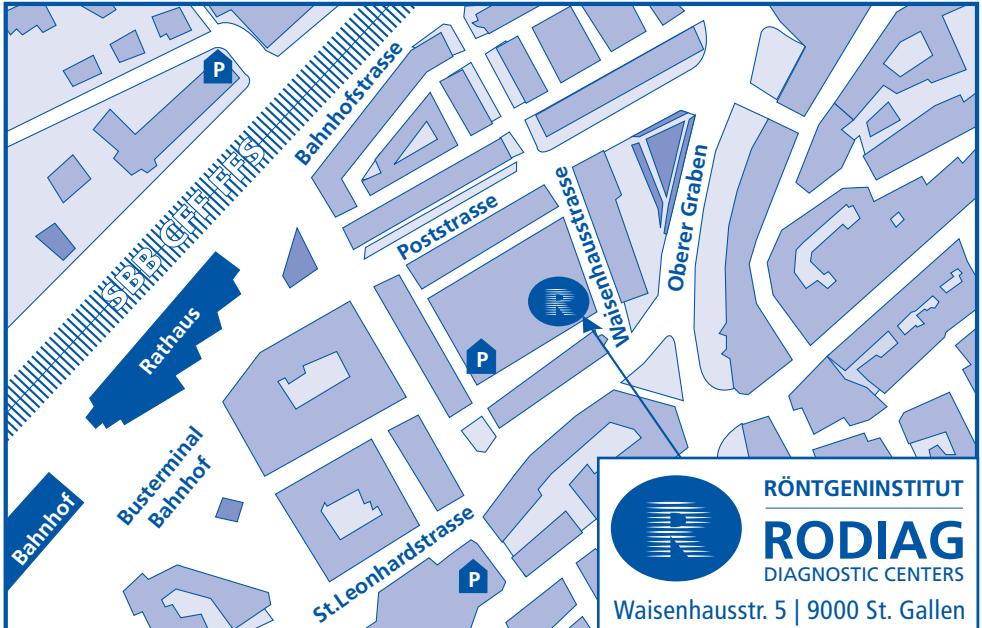 P
Bahnhofstrasse
SBB CFF FFS
Poststrasse
Waisenhausstrasse
Oberer Graben
Rathaus
R
P
Busterminal
Bahnhof
Bahnhof
St.Leonhardstrasse
P
R
RÖNTGENINSTITUT
RODIAG
DIAGNOSTIC CENTERS
Waisenhausstr. 5 | 9000 St. Gallen